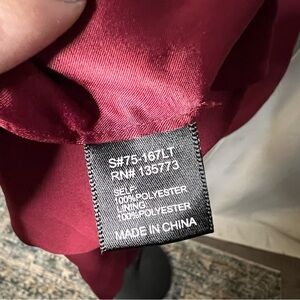 S#75-167LT
RN# 135773
SELF:
100%POLYESTER
LINING:
100%POLYESTER
MADE IN CHINA